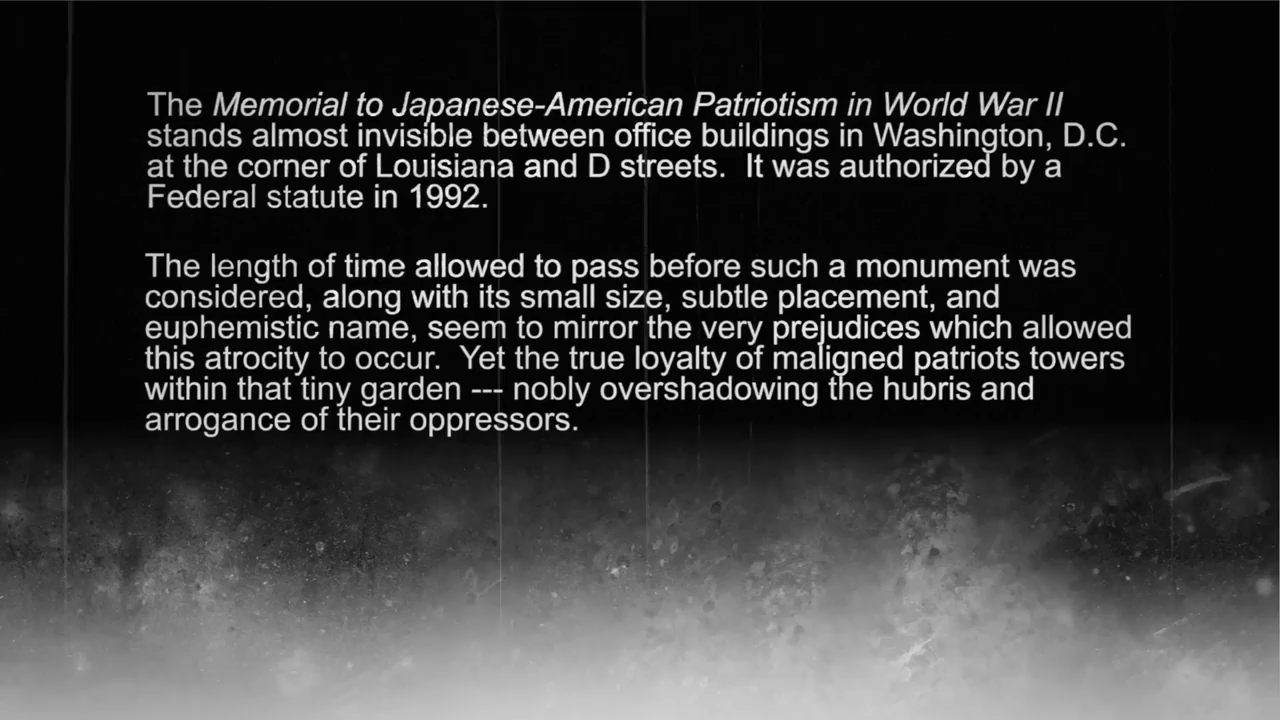 The Memorial to Japanese-American Patriotism in World War II
stands almost invisible between office buildings in Washington, D.C.
at the corner of Louisiana and D streets.  It was authorized by a
Federal statute in 1992.
The length of time allowed to pass before such a monument was
considered, along with its small size, subtle placement, and
euphemistic name, seem to mirror the very prejudices which allowed
this atrocity to occur.  Yet the true loyalty of maligned patriots towers
within that tiny garden --- nobly overshadowing the hubris and
arrogance of their oppressors.